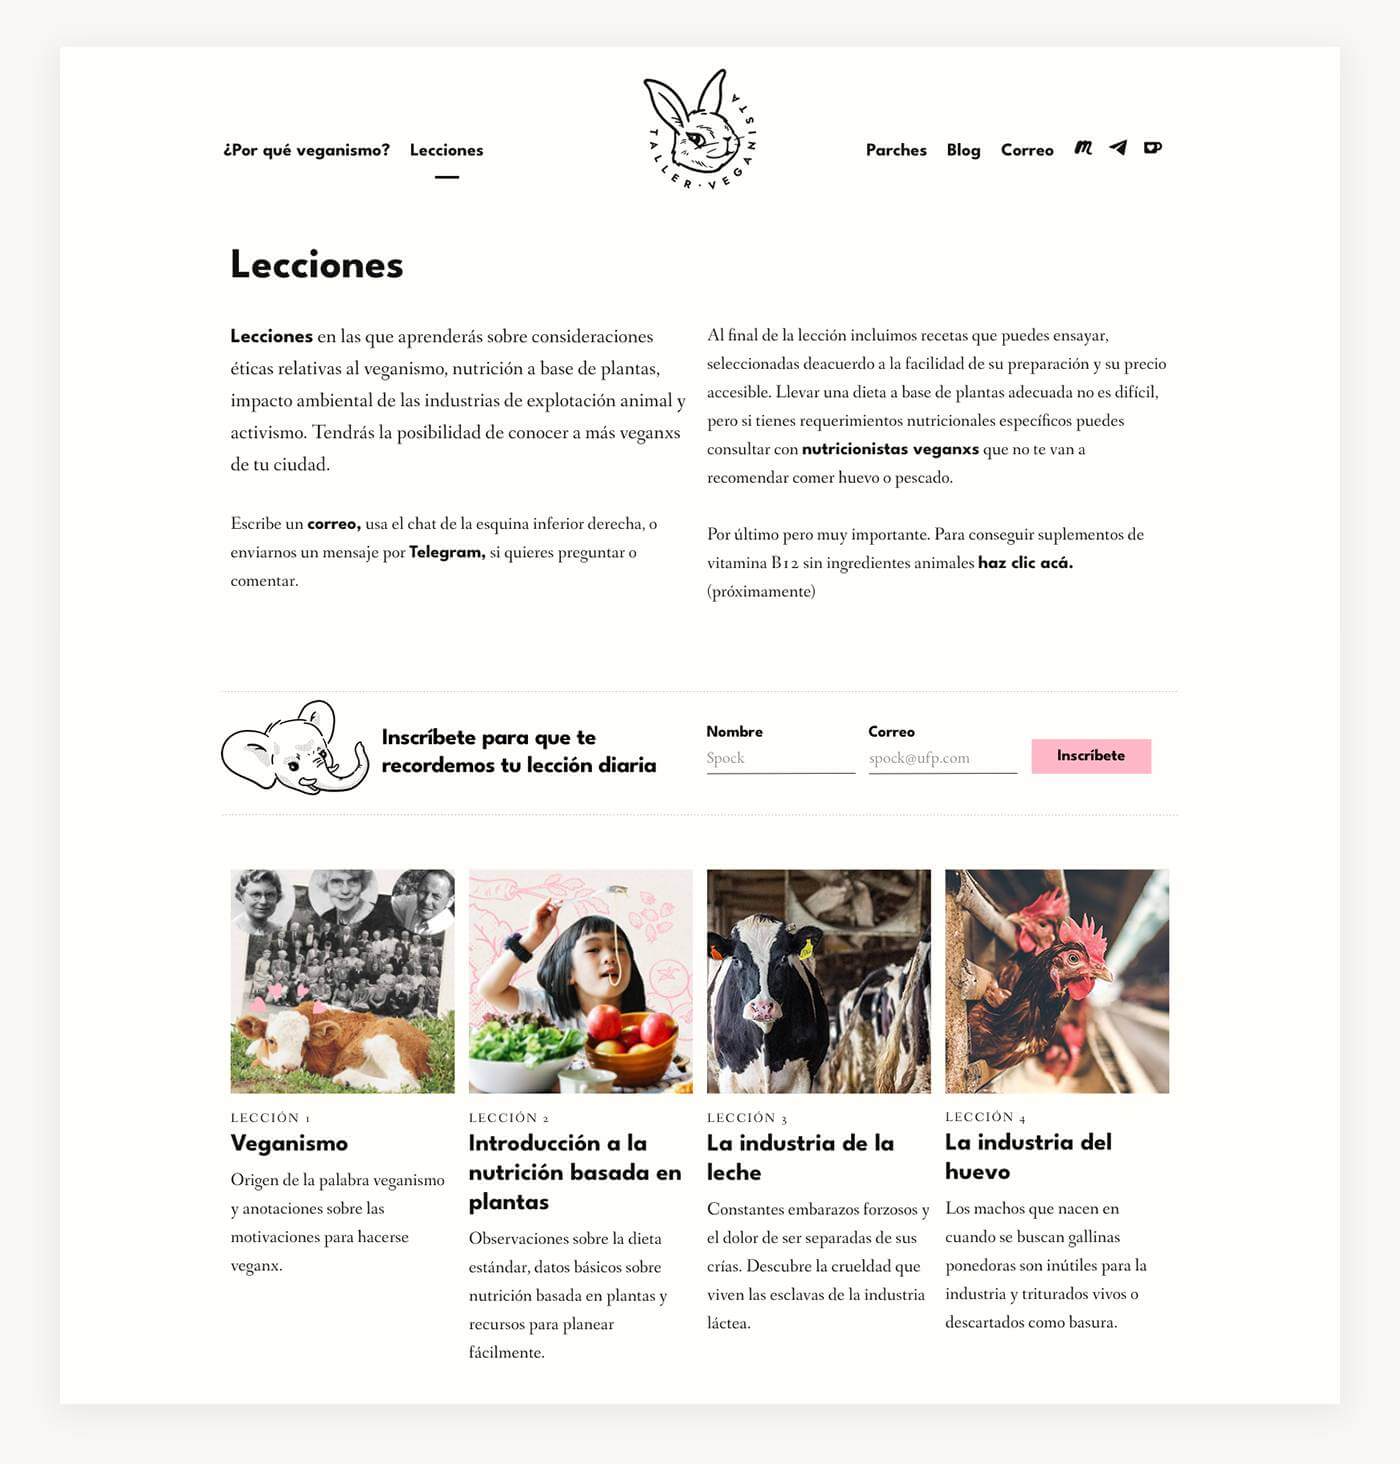 ¿Por qué veganismo? Lecciones
TALLER · VEGANISTA
Parches Blog Correo
Lecciones
Lecciones en las que aprenderás sobre consideraciones
éticas relativas al veganismo, nutrición a base de plantas,
impacto ambiental de las industrias de explotación animal y
activismo. Tendrás la posibilidad de conocer a más veganxs
de tu ciudad.
Escribe un correo, usa el chat de la esquina inferior derecha, o
enviarnos un mensaje por Telegram, si quieres preguntar o
comentar.
Al final de la lección incluimos recetas que puedes ensayar,
seleccionadas deacuerdo a la facilidad de su preparación y su precio
accesible. Llevar una dieta a base de plantas adecuada no es difícil,
pero si tienes requerimientos nutricionales específicos puedes
consultar con nutricionistas veganxs que no te van a
recomendar comer huevo o pescado.
Por último pero muy importante. Para conseguir suplementos de
vitamina B12 sin ingredientes animales haz clic acá.
(próximamente)
Inscríbete para que te
recordemos tu lección diaria
Nombre
Spock
Correo
spock@ufp.com
Inscríbete
LECCIÓN 1
Veganismo
Origen de la palabra veganismo
y anotaciones sobre las
motivaciones para hacerse
veganx.
LECCIÓN 2
Introducción a la
nutrición basada en
plantas
Observaciones sobre la dieta
estándar, datos básicos sobre
nutrición basada en plantas y
recursos para planear
fácilmente.
LECCIÓN 3
La industria de la
leche
Constantes embarazos forzosos y
el dolor de ser separadas de sus
crías. Descubre la crueldad que
viven las esclavas de la industria
láctea.
LECCIÓN 4
La industria del
huevo
Los machos que nacen en
cuando se buscan gallinas
ponedoras son inútiles para la
industria y triturados vivos o
descartados como basura.